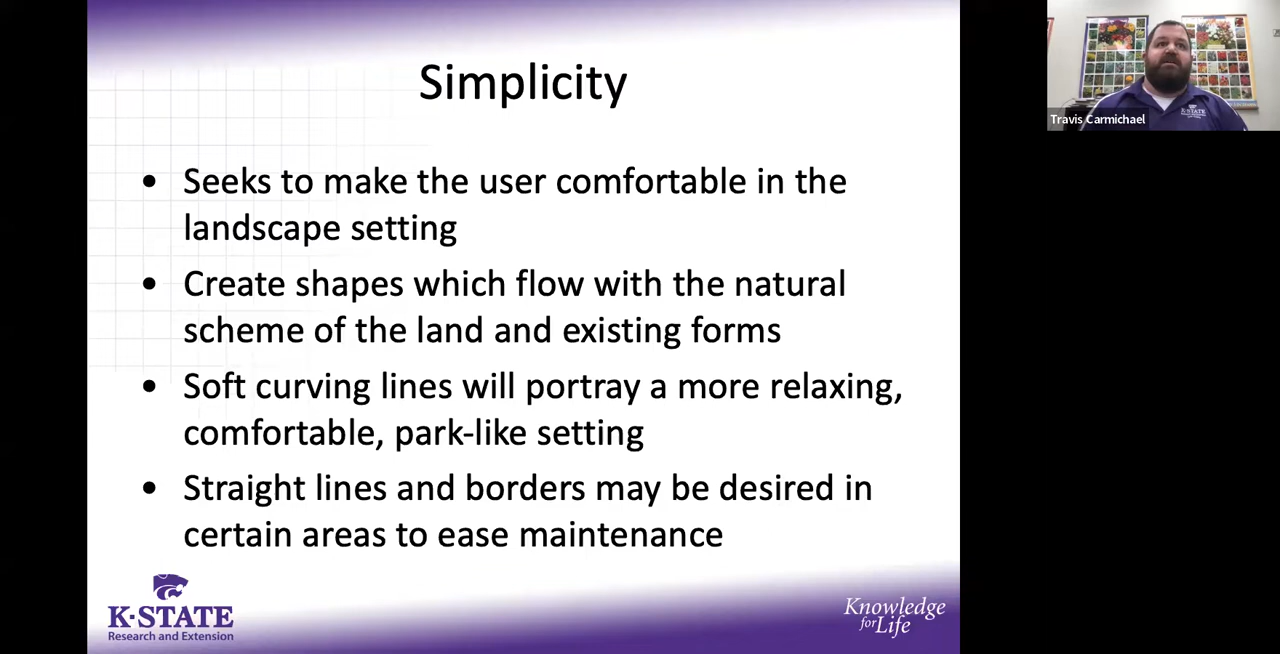 Simplicity
• Seeks to make the user comfortable in the
landscape setting
• Create shapes which flow with the natural
scheme of the land and existing forms
• Soft curving lines will portray a more relaxing,
comfortable, park-like setting
• Straight lines and borders may be desired in
certain areas to ease maintenance
K-STATE
Research and Extension
Knowledge
for Life
K-STATE
Travis Carmichael